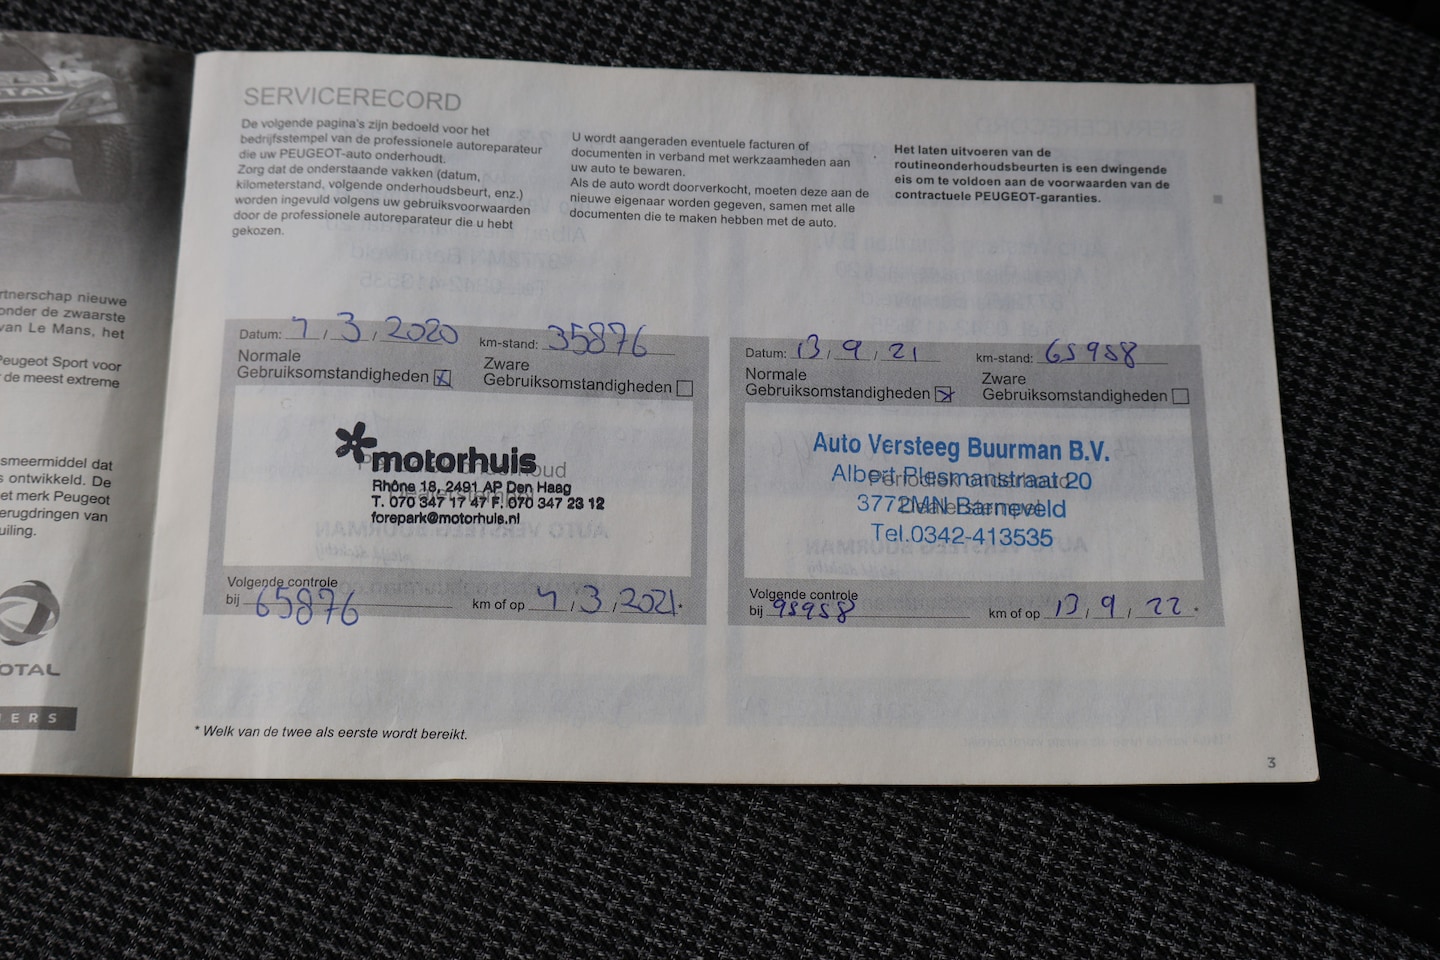 TOTAL
rtnerschap nieuwe
onder de zwaarste
van Le Mans, het
Peugeot Sport voor
de meest extreme
smeermiddel dat
s ontwikkeld. De
et merk Peugeot
erugdringen van
uiling.
OTAL
ERS
SERVICERECORD
De volgende pagina's zijn bedoeld voor het
bedrijfsstempel van de professionele autoreparateur
die uw PEUGEOT-auto onderhoudt.
Zorg dat de onderstaande vakken (datum,
kilometerstand, volgende onderhoudsbeurt, enz.)
worden ingevuld volgens uw gebruiksvoorwaarden
door de professionele autoreparateur die u hebt
gekozen.
U wordt aangeraden eventuele facturen of
documenten in verband met werkzaamheden aan
uw auto te bewaren.
Als de auto wordt doorverkocht, moeten deze aan de
nieuwe eigenaar worden gegeven, samen met alle
documenten die te maken hebben met de auto.
Het laten uitvoeren van de
routineonderhoudsbeurten is een dwingende
eis om te voldoen aan de voorwaarden van de
contractuele PEUGEOT-garanties.
Datum: / 3 / 2020 km-stand: 35876
Normale
Gebruiksomstandigheden
Zware
Gebruiksomstandigheden
motorhuis
Rhône 18, 2491 AP Den Haag
T. 070 347 17 47 F. 070 347 23 12
forepark@motorhuis.nl
Volgende controle
bij 65876 km of op / 3 / 2021 *
Datum: 13 / 9 / 21 km-stand: 65958
Normale
Gebruiksomstandigheden
Zware
Gebruiksomstandigheden
Auto Versteeg Buurman B.V.
Albert Plesmanstraat 20
3772MN Barneveld
Tel.0342-413535
Volgende controle
bij 95958 km of op 13 / 9 / 22 *
* Welk van de twee als eerste wordt bereikt.
3